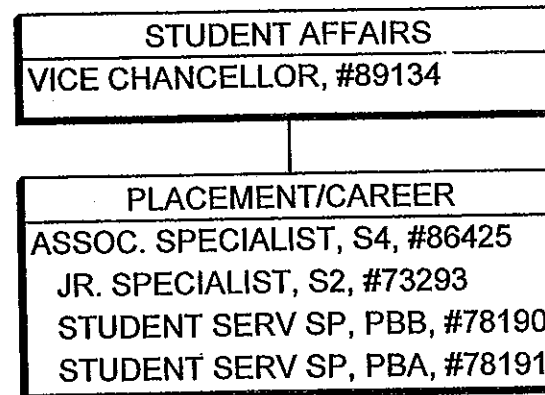 STUDENT AFFAIRS
VICE CHANCELLOR, #89134
PLACEMENT/CAREER
ASSOC. SPECIALIST, S4, #86425
JR. SPECIALIST, S2, #73293
STUDENT SERV SP, PBB, #78190
STUDENT SERV SP, PBA, #78191